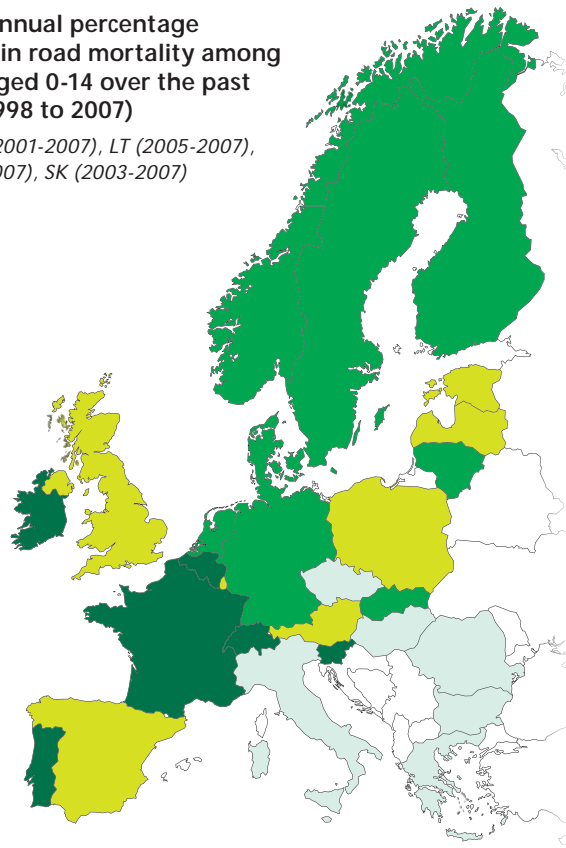 nnual percentage
in road mortality among
ged 0-14 over the past
998 to 2007)
2001-2007), LT (2005-2007),
007), SK (2003-2007)